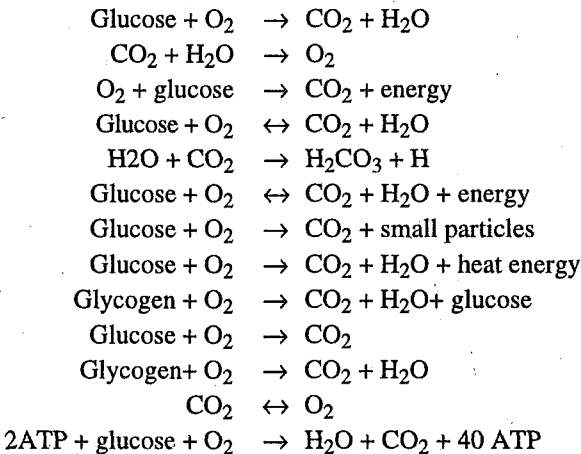 Glucose + O₂ → CO₂ + H₂O
CO₂ + H₂O → O₂
O₂ + glucose → CO₂ + energy
Glucose + O₂ ↔ CO₂ + H₂O
H2O + CO₂ → H₂CO₃ + H
Glucose + O₂ ↔ CO₂ + H₂O + energy
Glucose + O₂ → CO₂ + small particles
Glucose + O₂ → CO₂ + H₂O + heat energy
Glycogen + O₂ → CO₂ + H₂O+ glucose
Glucose + O₂ → CO₂
Glycogen+ O₂ → CO₂ + H₂O
CO₂ ↔ O₂
2ATP + glucose + O₂ → H₂O + CO₂ + 40 ATP